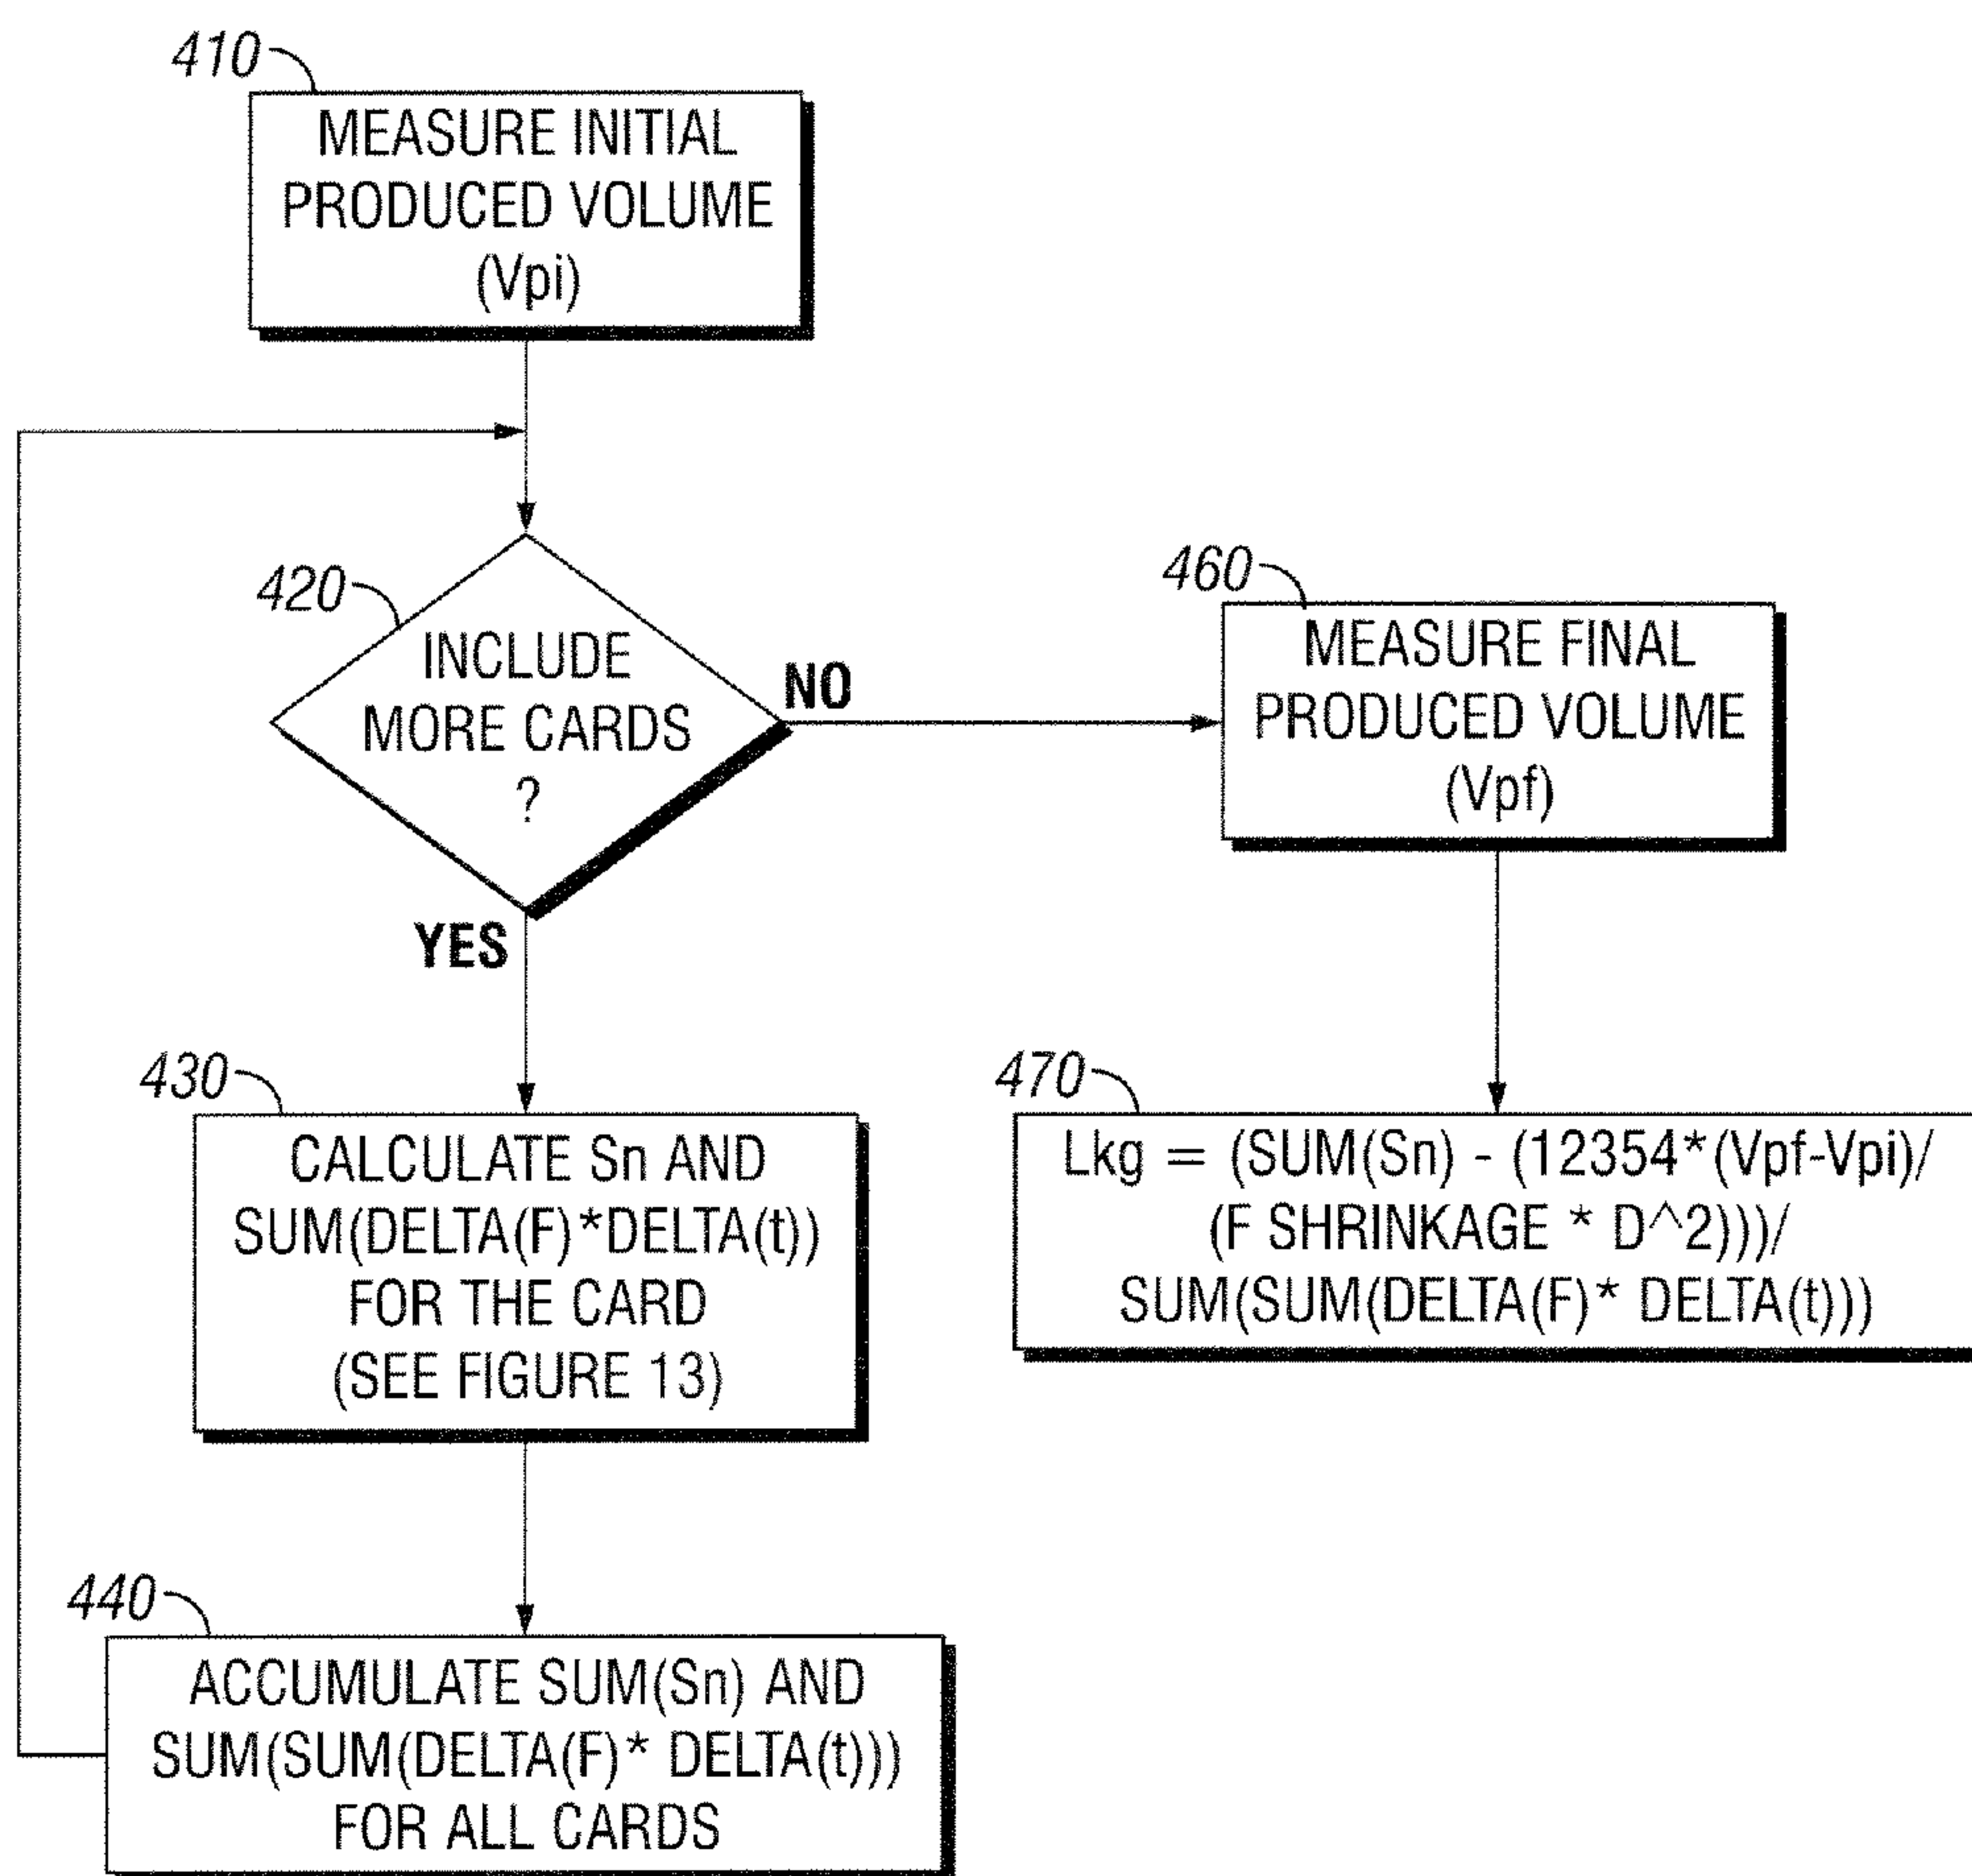 410
MEASURE INITIAL
PRODUCED VOLUME
(Vpi)
420
INCLUDE
MORE CARDS
?
NO
YES
460
MEASURE FINAL
PRODUCED VOLUME
(Vpf)
430
CALCULATE Sn AND
SUM(DELTA(F)*DELTA(t))
FOR THE CARD
(SEE FIGURE 13)
470
Lkg = (SUM(Sn) - (12354*(Vpf-Vpi)/
(F SHRINKAGE * D^2)))/
SUM(SUM(DELTA(F)* DELTA(t)))
440
ACCUMULATE SUM(Sn) AND
SUM(SUM(DELTA(F)* DELTA(t)))
FOR ALL CARDS